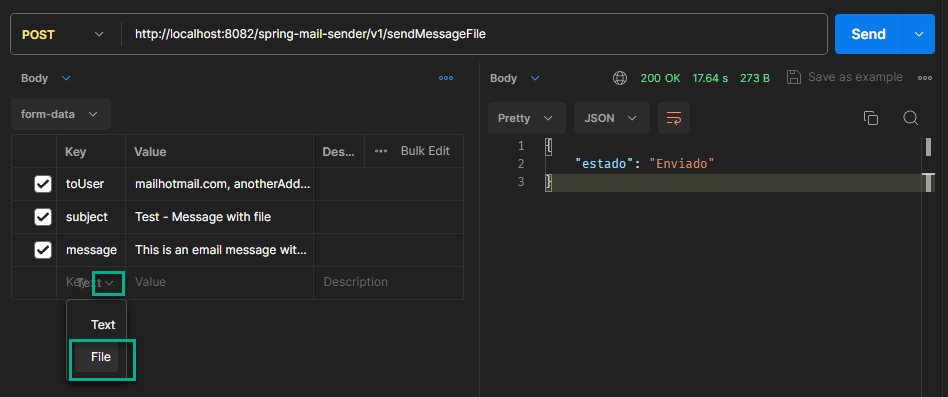 POST http://localhost:8082/spring-mail-sender/v1/sendMessageFile Send
Body
form-data
Key Value Des... Bulk Edit
toUser mailhotmail.com, anotherAdd...
subject Test - Message with file
message This is an email message wit...
Key Text Value Description
Text
File
Body 200 OK 17.64 s 273 B Save as example
Pretty JSON
1 {
2 "estado": "Enviado"
3 }